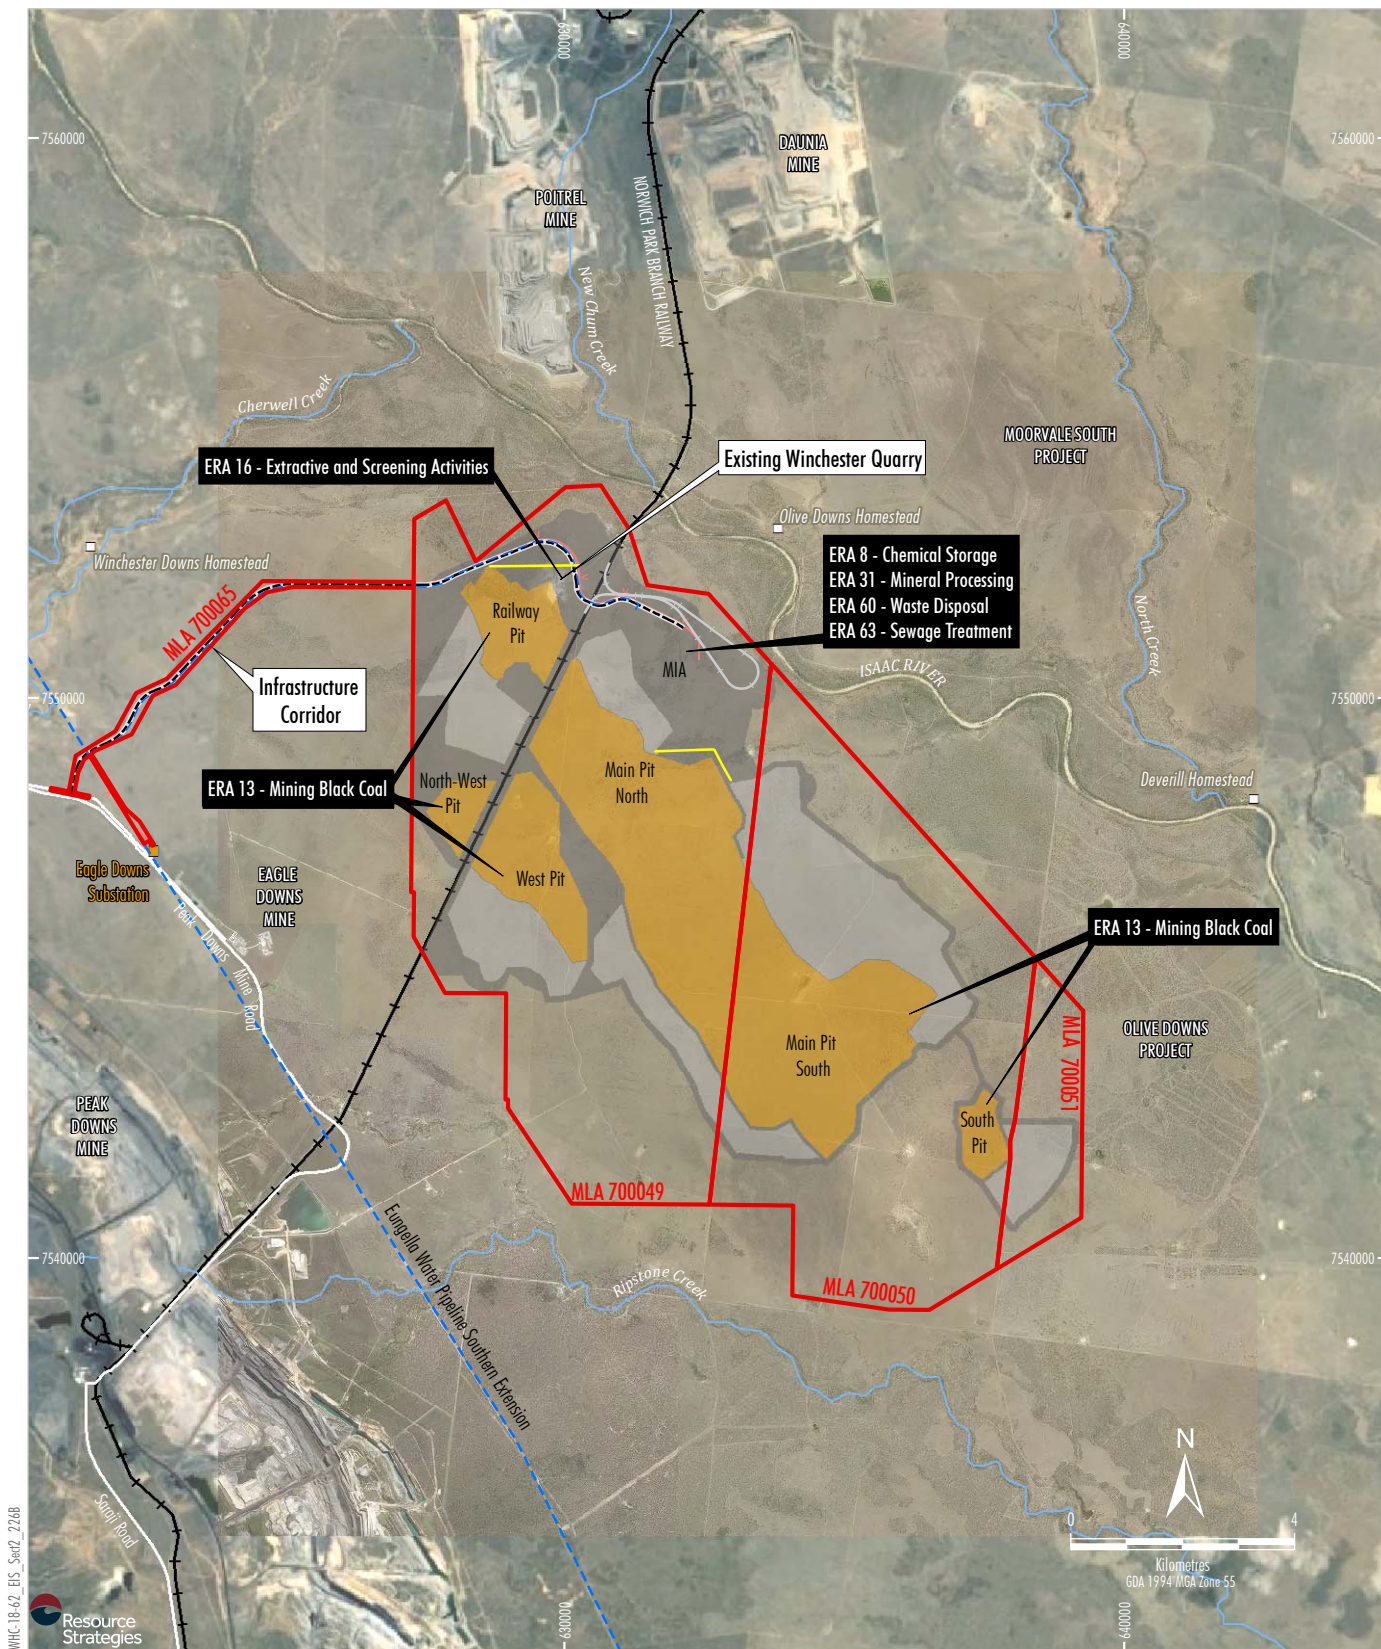 630000
640000
7560000
7560000
DAUNIA
MINE
POITREL
MINE
NORWICH PARK BRANCH RAILWAY
New Chum Creek
Cherwell Creek
MOORVALE SOUTH
PROJECT
ERA 16 - Extractive and Screening Activities
Existing Winchester Quarry
Olive Downs Homestead
Winchester Downs Homestead
ERA 8 - Chemical Storage
ERA 31 - Mineral Processing
ERA 60 - Waste Disposal
ERA 63 - Sewage Treatment
North Creek
MLA 700065
Railway
Pit
MIA
ISAAC RIVER
Infrastructure
Corridor
7550000
7550000
Main Pit
North
North-West
Pit
ERA 13 - Mining Black Coal
Deverill Homestead
West Pit
Eagle Downs
Substation
EAGLE
DOWNS
MINE
Peak Downs Mine Road
ERA 13 - Mining Black Coal
OLIVE DOWNS
PROJECT
MLA 700051
Main Pit
South
South
Pit
PEAK
DOWNS
MINE
MLA 700049
7540000
7540000
Eungella Water Pipeline Southern Extension
Ripstone Creek
MLA 700050
Saraji Road
N
0 4
Kilometres
GDA 1994 MGA Zone 55
WHC-18-62_EIS_Sect2_226B
Resource
Strategies
630000
640000